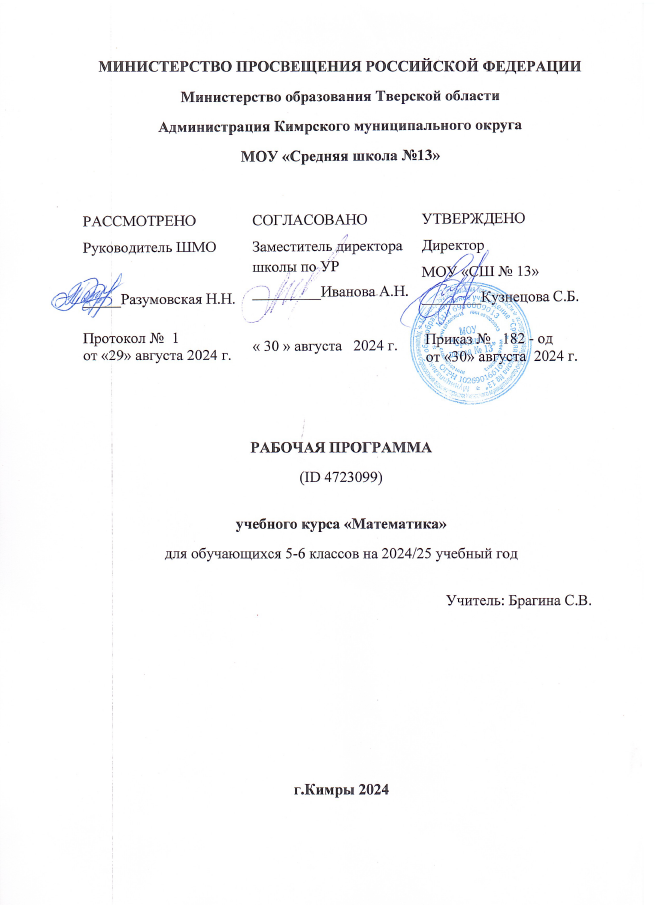 МИНИСТЕРСТВО ПРОСВЕЩЕНИЯ РОССИЙСКОЙ ФЕДЕРАЦИИ
Министерство образования Тверской области
Администрация Кимрского муниципального округа
МОУ «Средняя школа №13»
РАССМОТРЕНО
Руководитель ШМО
Разумовская Н.Н.
Протокол № 1
от «29» августа 2024 г.
СОГЛАСОВАНО
Заместитель директора
школы по УР
Иванова А.Н.
« 30 » августа 2024 г.
УТВЕРЖДЕНО
Директор
МОУ «СШ № 13»
Кузнецова С.Б.
Приказ № 182 - од
от «30» августа 2024 г.
МОУ
РАБОЧАЯ ПРОГРАММА
(ID 4723099)
учебного курса «Математика»
для обучающихся 5-6 классов на 2024/25 учебный год
Учитель: Брагина С.В.
г.Кимры 2024